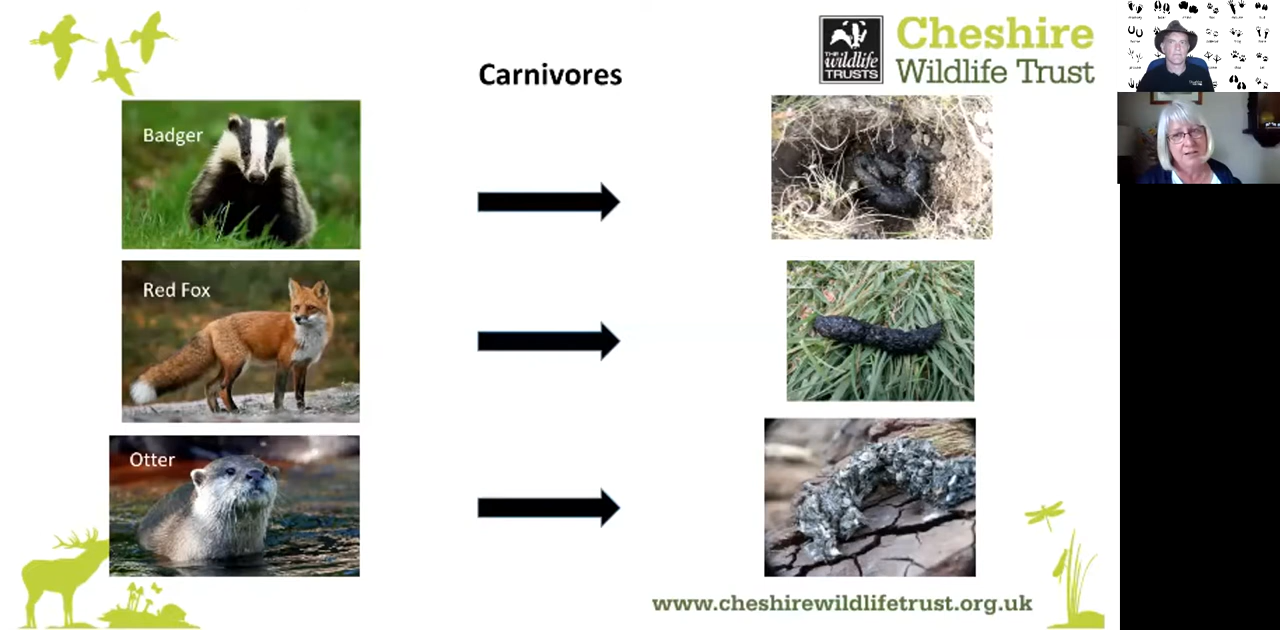 Carnivores
THE
wildlife
TRUSTS
Cheshire
Wildlife Trust
Badger
Red Fox
Otter
www.cheshirewildlifetrust.org.uk